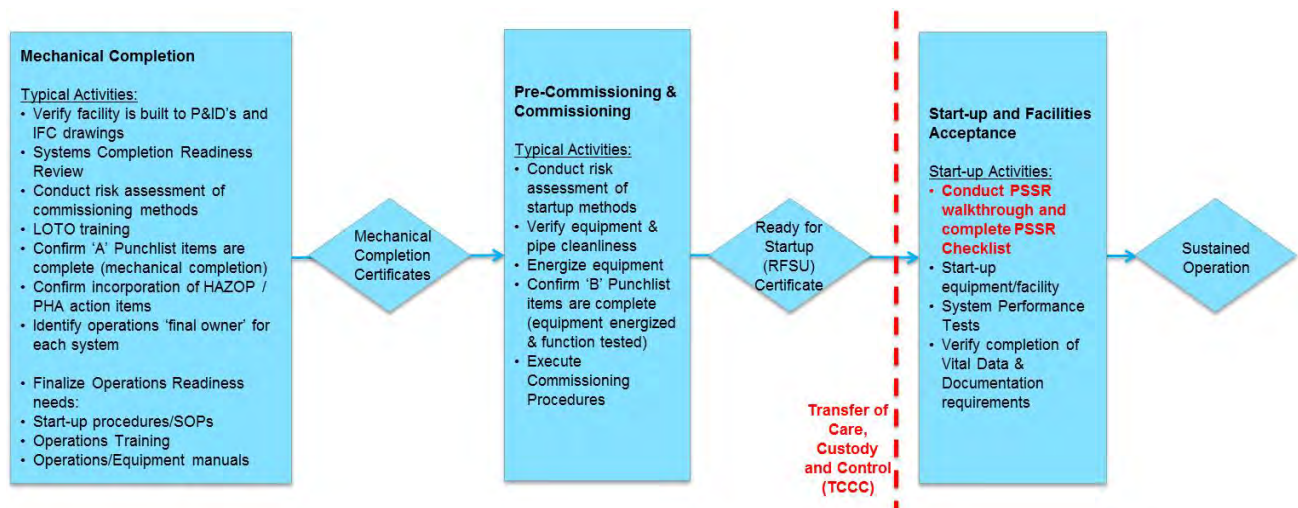 Mechanical Completion
Typical Activities:
• Verify facility is built to P&ID's and
IFC drawings
• Systems Completion Readiness
Review
• Conduct risk assessment of
commissioning methods
• LOTO training
• Confirm 'A' Punchlist items are
complete (mechanical completion)
• Confirm incorporation of HAZOP /
PHA action items
• Identify operations 'final owner' for
each system
• Finalize Operations Readiness
needs:
• Start-up procedures/SOPs
• Operations Training
• Operations/Equipment manuals
Mechanical
Completion
Certificates
Pre-Commissioning &
Commissioning
Typical Activities:
• Conduct risk
assessment of
startup methods
• Verify equipment &
pipe cleanliness
• Energize equipment
• Confirm 'B' Punchlist
items are complete
(equipment energized
& function tested)
• Execute
Commissioning
Procedures
Ready for
Startup
(RFSU)
Certificate
Transfer of
Care,
Custody
and Control
(TCCC)
Start-up and Facilities
Acceptance
Start-up Activities:
• Conduct PSSR
walkthrough and
complete PSSR
Checklist
• Start-up
equipment/facility
• System Performance
Tests
• Verify completion of
Vital Data &
Documentation
requirements
Sustained
Operation